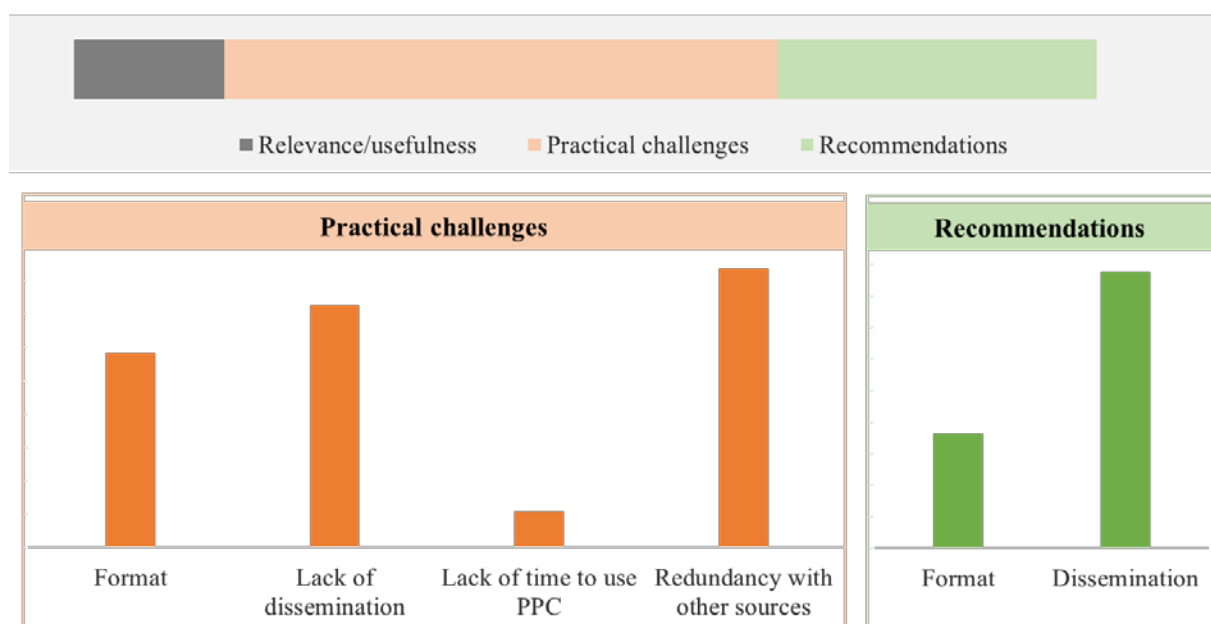 Relevance/usefulness Practical challenges Recommendations
Practical challenges
Format
Lack of
dissemination
Lack of time to use
PPC
Redundancy with
other sources
Recommendations
Format
Dissemination